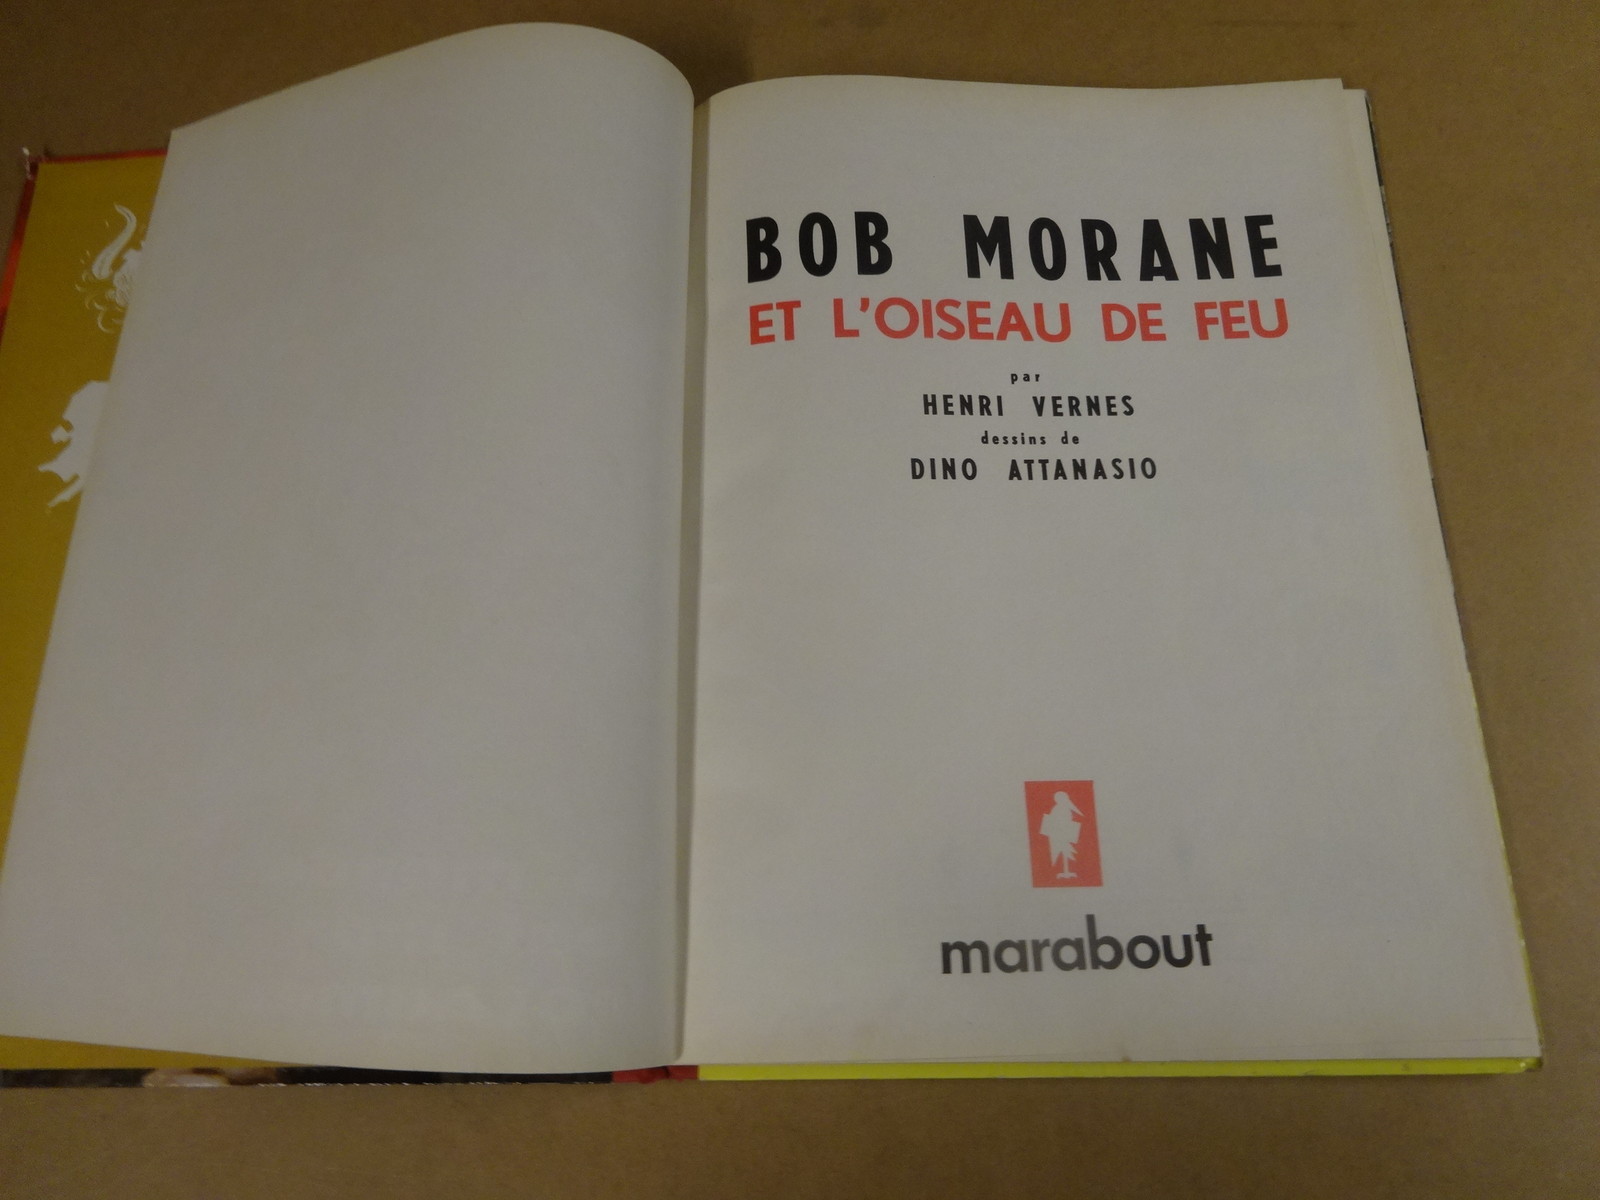 BOB MORANE
ET L'OISEAU DE FEU
par
HENRI VERNES
dessins de
DINO ATTANASIO
marabout